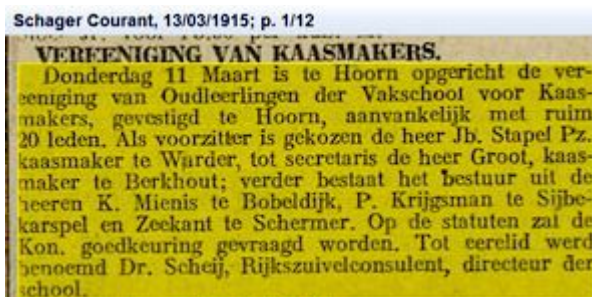 Schager Courant, 13/03/1915; p. 1/12
VEREENIGING VAN KAASMAKERS.
Donderdag 11 Maart is te Hoorn opgericht de ver-
eeniging van Oudleerlingen der Vakschool voor Kaas-
makers, gevestigd te Hoorn, aanvankelijk met ruim
20 leden. Als voorzitter is gekozen de heer Jb. Stapel Pz.
kaasmaker te Warder, tot secretaris de heer Groot, kaas-
maker te Berkhout; verder bestaat het bestuur uit de
heeren K. Mienis te Bobeldijk, P. Krijgsman te Sijbe-
karspel en Zeekant te Schermer. Op de statuten zal de
Kon. goedkeuring gevraagd worden. Tot eerelid werd
benoemd Dr. Scheij, Rijkszuivelconsulent, directeur der
school.